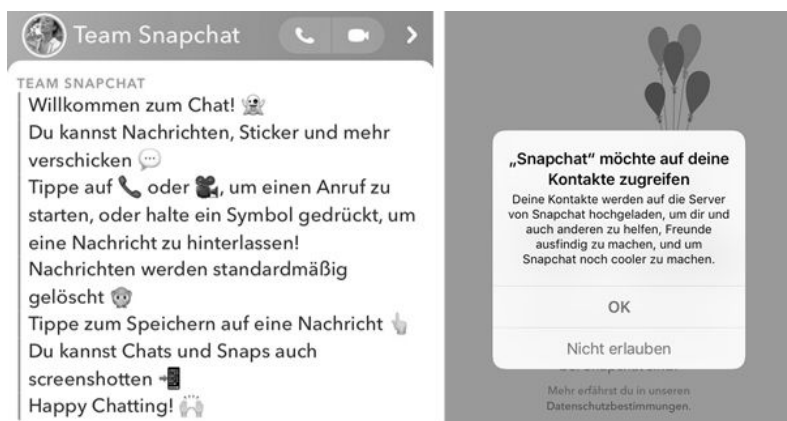 Team Snapchat
TEAM SNAPCHAT
Willkommen zum Chat! 👻
Du kannst Nachrichten, Sticker und mehr
verschicken 💬
Tippe auf 📞 oder 🎥, um einen Anruf zu
starten, oder halte ein Symbol gedrückt, um
eine Nachricht zu hinterlassen!
Nachrichten werden standardmäßig
gelöscht 🙊
Tippe zum Speichern auf eine Nachricht 👆
Du kannst Chats und Snaps auch
screenshotten 📲
Happy Chatting! 🙌
„Snapchat“ möchte auf deine
Kontakte zugreifen
Deine Kontakte werden auf die Server
von Snapchat hochgeladen, um dir und
auch anderen zu helfen, Freunde
ausfindig zu machen, und um
Snapchat noch cooler zu machen.
OK
Nicht erlauben
Mehr erfährst du in unseren
Datenschutzbestimmungen.